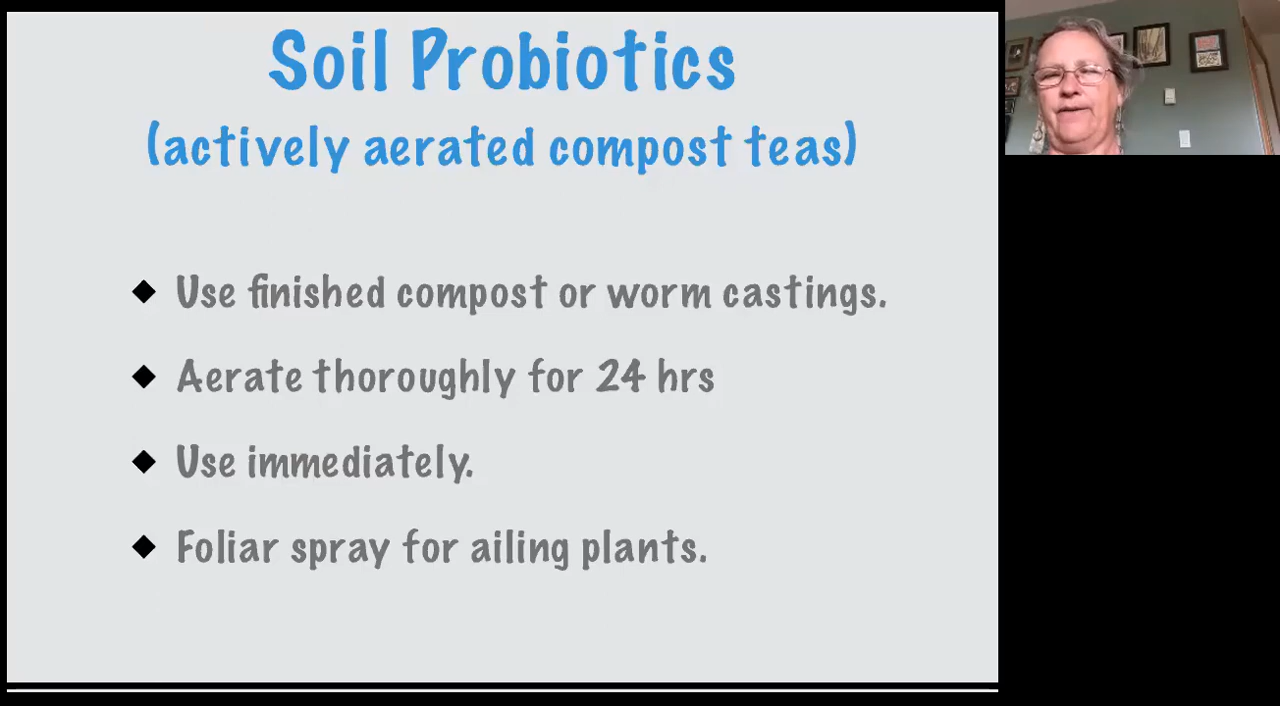 Soil Probiotics
(actively aerated compost teas)
Use finished compost or worm castings.
Aerate thoroughly for 24 hrs
Use immediately.
Foliar spray for ailing plants.